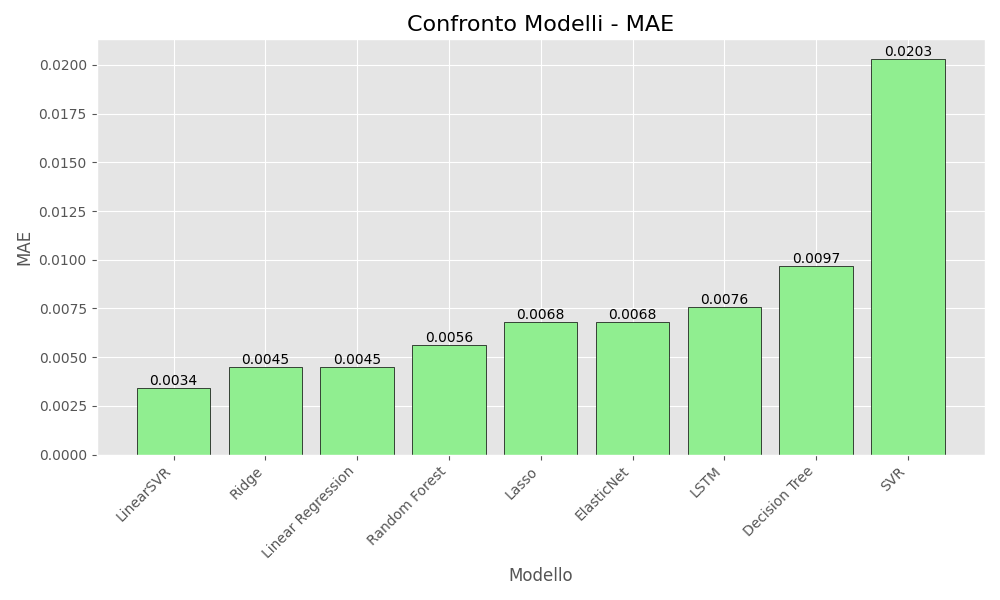 Confronto Modelli - MAE
0.0200
0.0175
0.0150
0.0125
0.0100
0.0075
0.0050
0.0025
0.0000
MAE
0.0034
0.0045
0.0045
0.0056
0.0068
0.0068
0.0076
0.0097
0.0203
LinearSVR
Ridge
Linear Regression
Random Forest
Lasso
ElasticNet
LSTM
Decision Tree
SVR
Modello